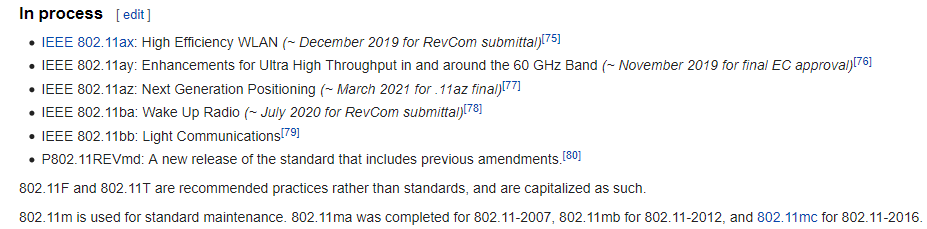 In process [ edit ]
• IEEE 802.11ax: High Efficiency WLAN (~ December 2019 for RevCom submittal)[75]
• IEEE 802.11ay: Enhancements for Ultra High Throughput in and around the 60 GHz Band (~ November 2019 for final EC approval)[76]
• IEEE 802.11az: Next Generation Positioning (~ March 2021 for .11az final)[77]
• IEEE 802.11ba: Wake Up Radio (~ July 2020 for RevCom submittal)[78]
• IEEE 802.11bb: Light Communications[79]
• P802.11REVmd: A new release of the standard that includes previous amendments.[80]
802.11F and 802.11T are recommended practices rather than standards, and are capitalized as such.
802.11m is used for standard maintenance. 802.11ma was completed for 802.11-2007, 802.11mb for 802.11-2012, and 802.11mc for 802.11-2016.